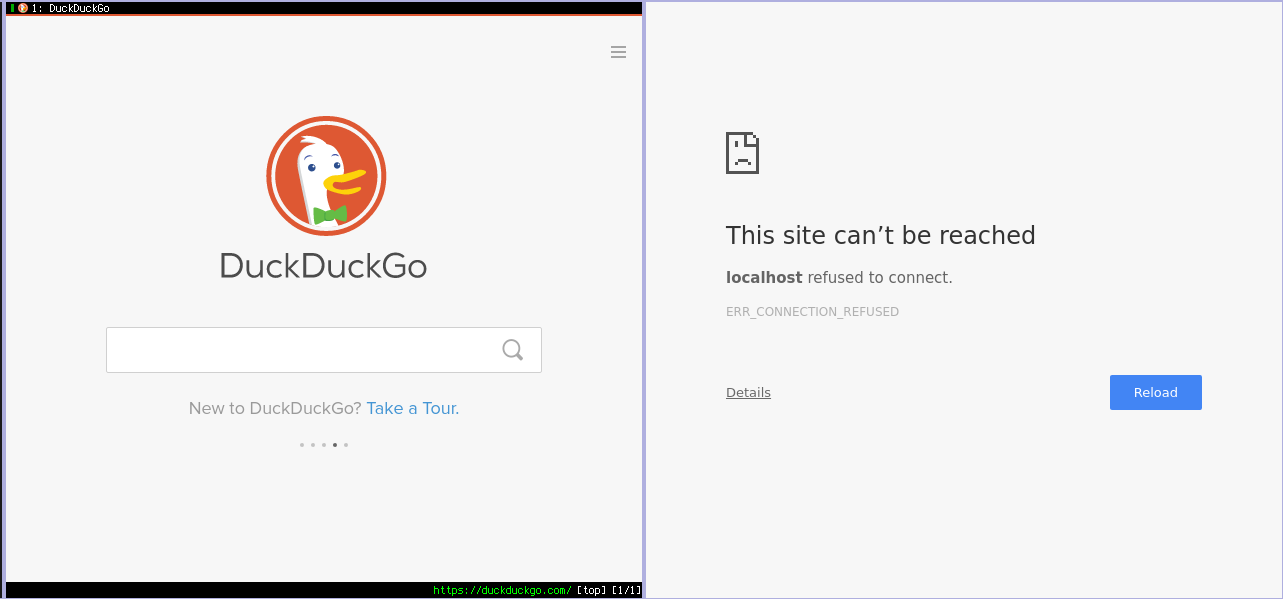 1: DuckDuckGo
DuckDuckGo
New to DuckDuckGo? Take a Tour.
https://duckduckgo.com/ [top] [1/1]
This site can’t be reached
localhost refused to connect.
ERR_CONNECTION_REFUSED
Details
Reload